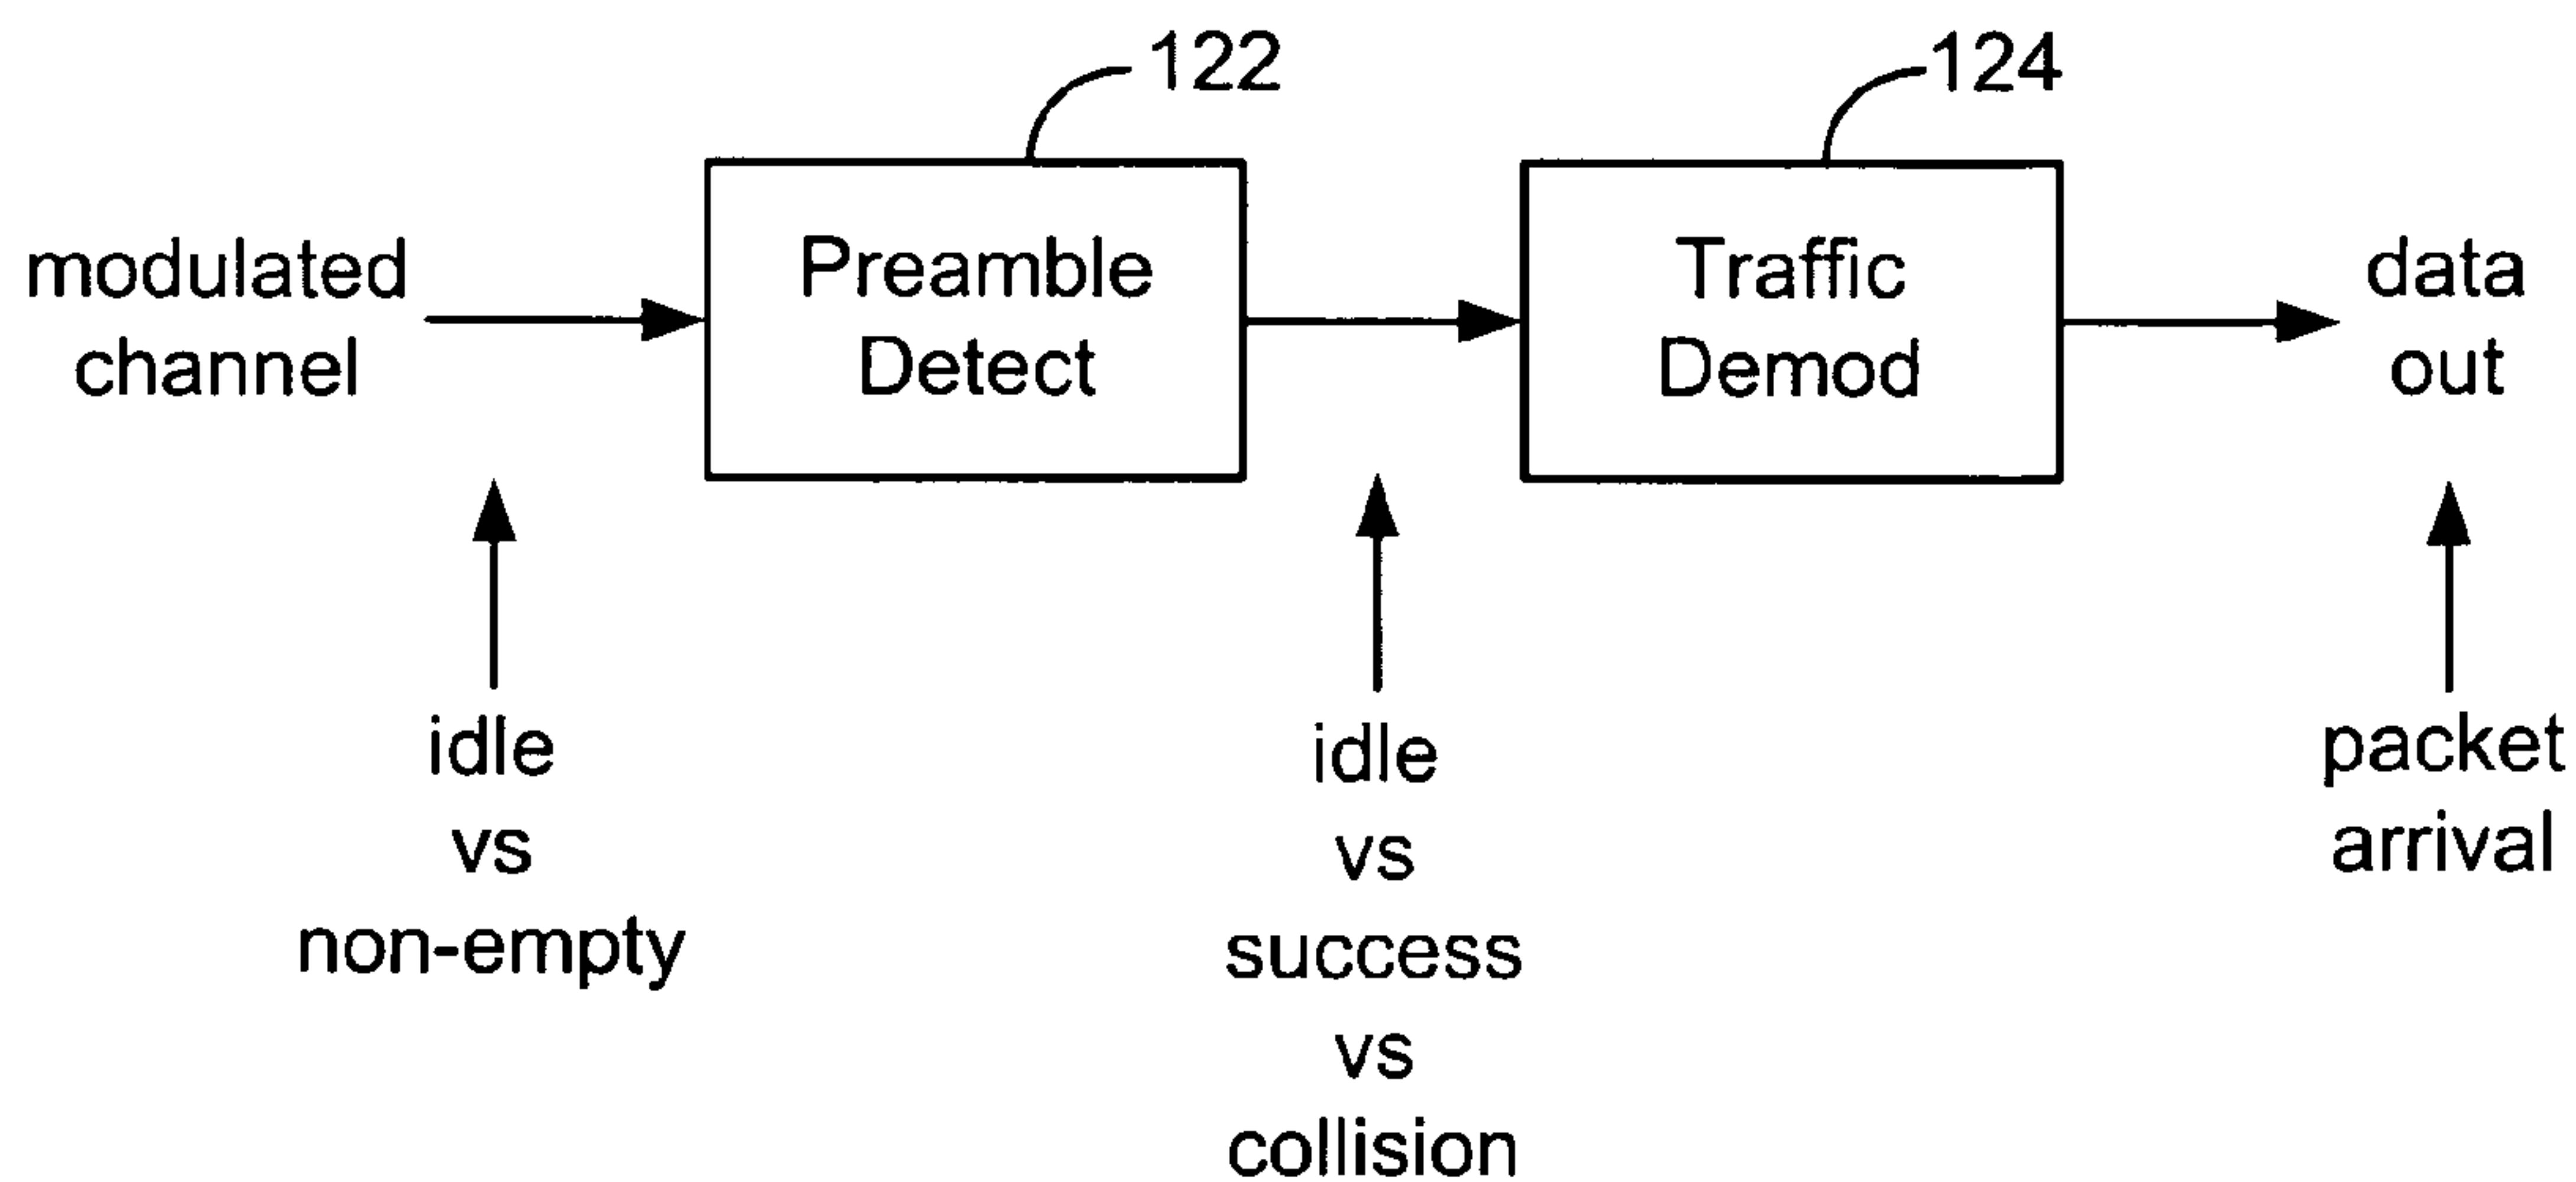 122
124
modulated
channel
Preamble
Detect
Traffic
Demod
data
out
idle
vs
non-empty
idle
vs
success
vs
collision
packet
arrival